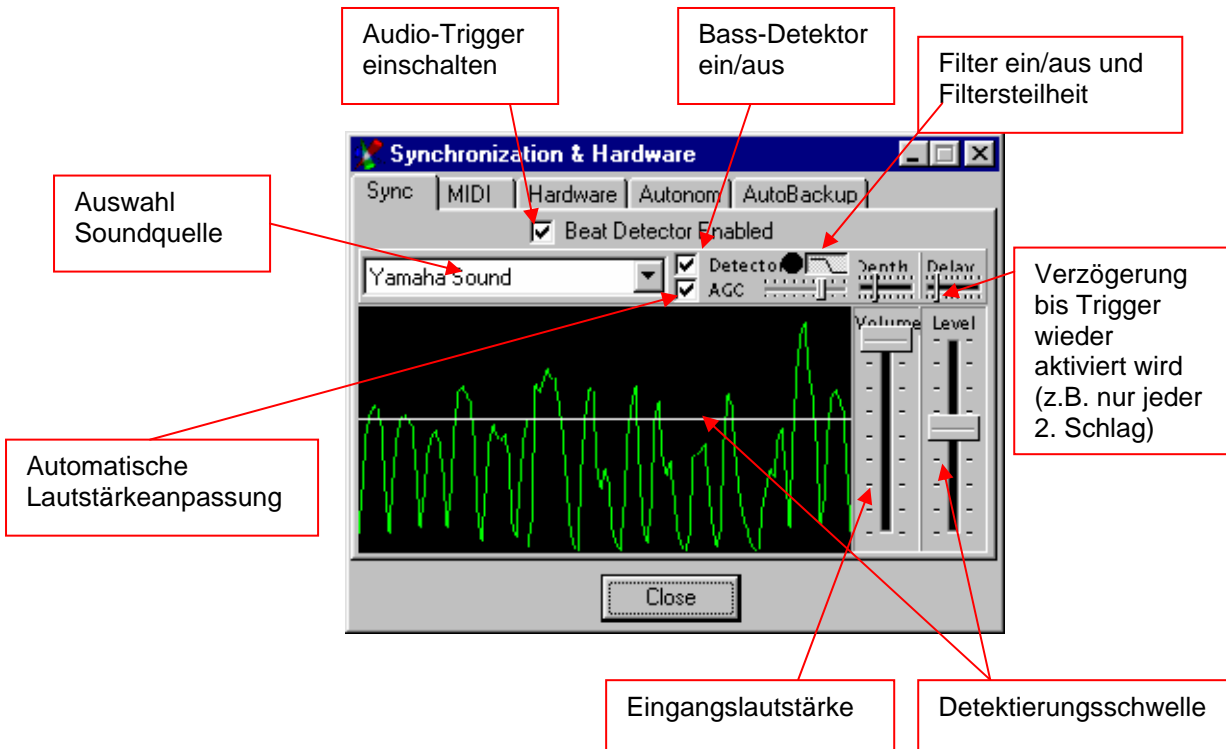 Audio-Trigger
einschalten
Bass-Detektor
ein/aus
Filter ein/aus und
Filtersteilheit
Auswahl
Soundquelle
Synchronization & Hardware
Sync MIDI Hardware Autonom AutoBackup
Beat Detector Enabled
Yamaha Sound
Detector Depth Delay
AGC
Volume Level
Verzögerung
bis Trigger
wieder
aktiviert wird
(z.B. nur jeder
2. Schlag)
Automatische
Lautstärkeanpassung
Close
Eingangslautstärke
Detektierungsschwelle